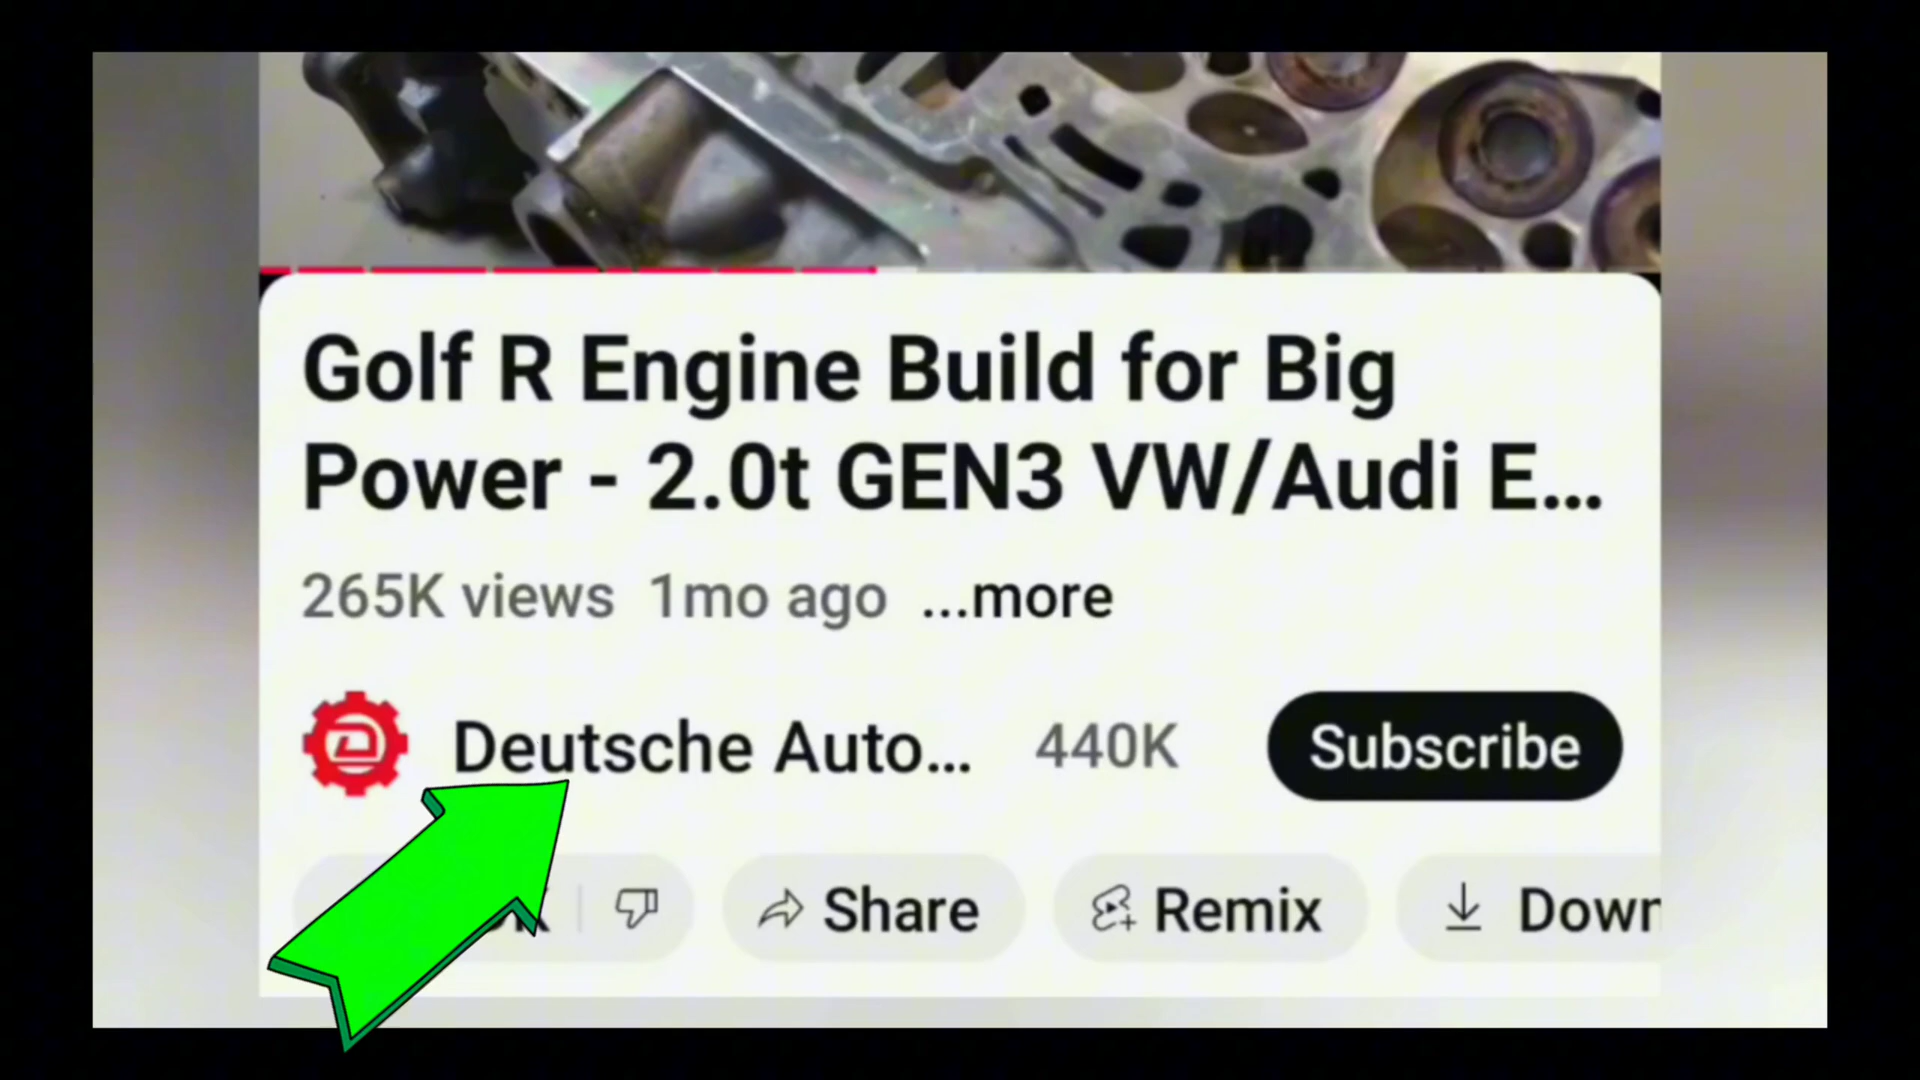 Golf R Engine Build for Big
Power - 2.0t GEN3 VW/Audi E...
265K views 1mo ago ...more
Deutsche Auto... 440K Subscribe
Share Remix Down